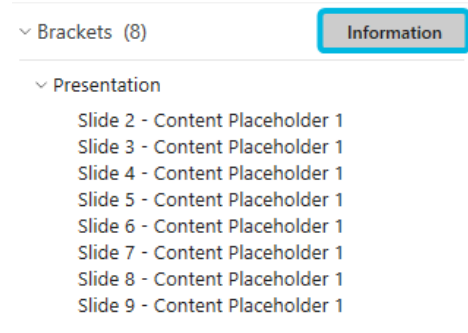 Brackets (8)
Information
Presentation
Slide 2 - Content Placeholder 1
Slide 3 - Content Placeholder 1
Slide 4 - Content Placeholder 1
Slide 5 - Content Placeholder 1
Slide 6 - Content Placeholder 1
Slide 7 - Content Placeholder 1
Slide 8 - Content Placeholder 1
Slide 9 - Content Placeholder 1